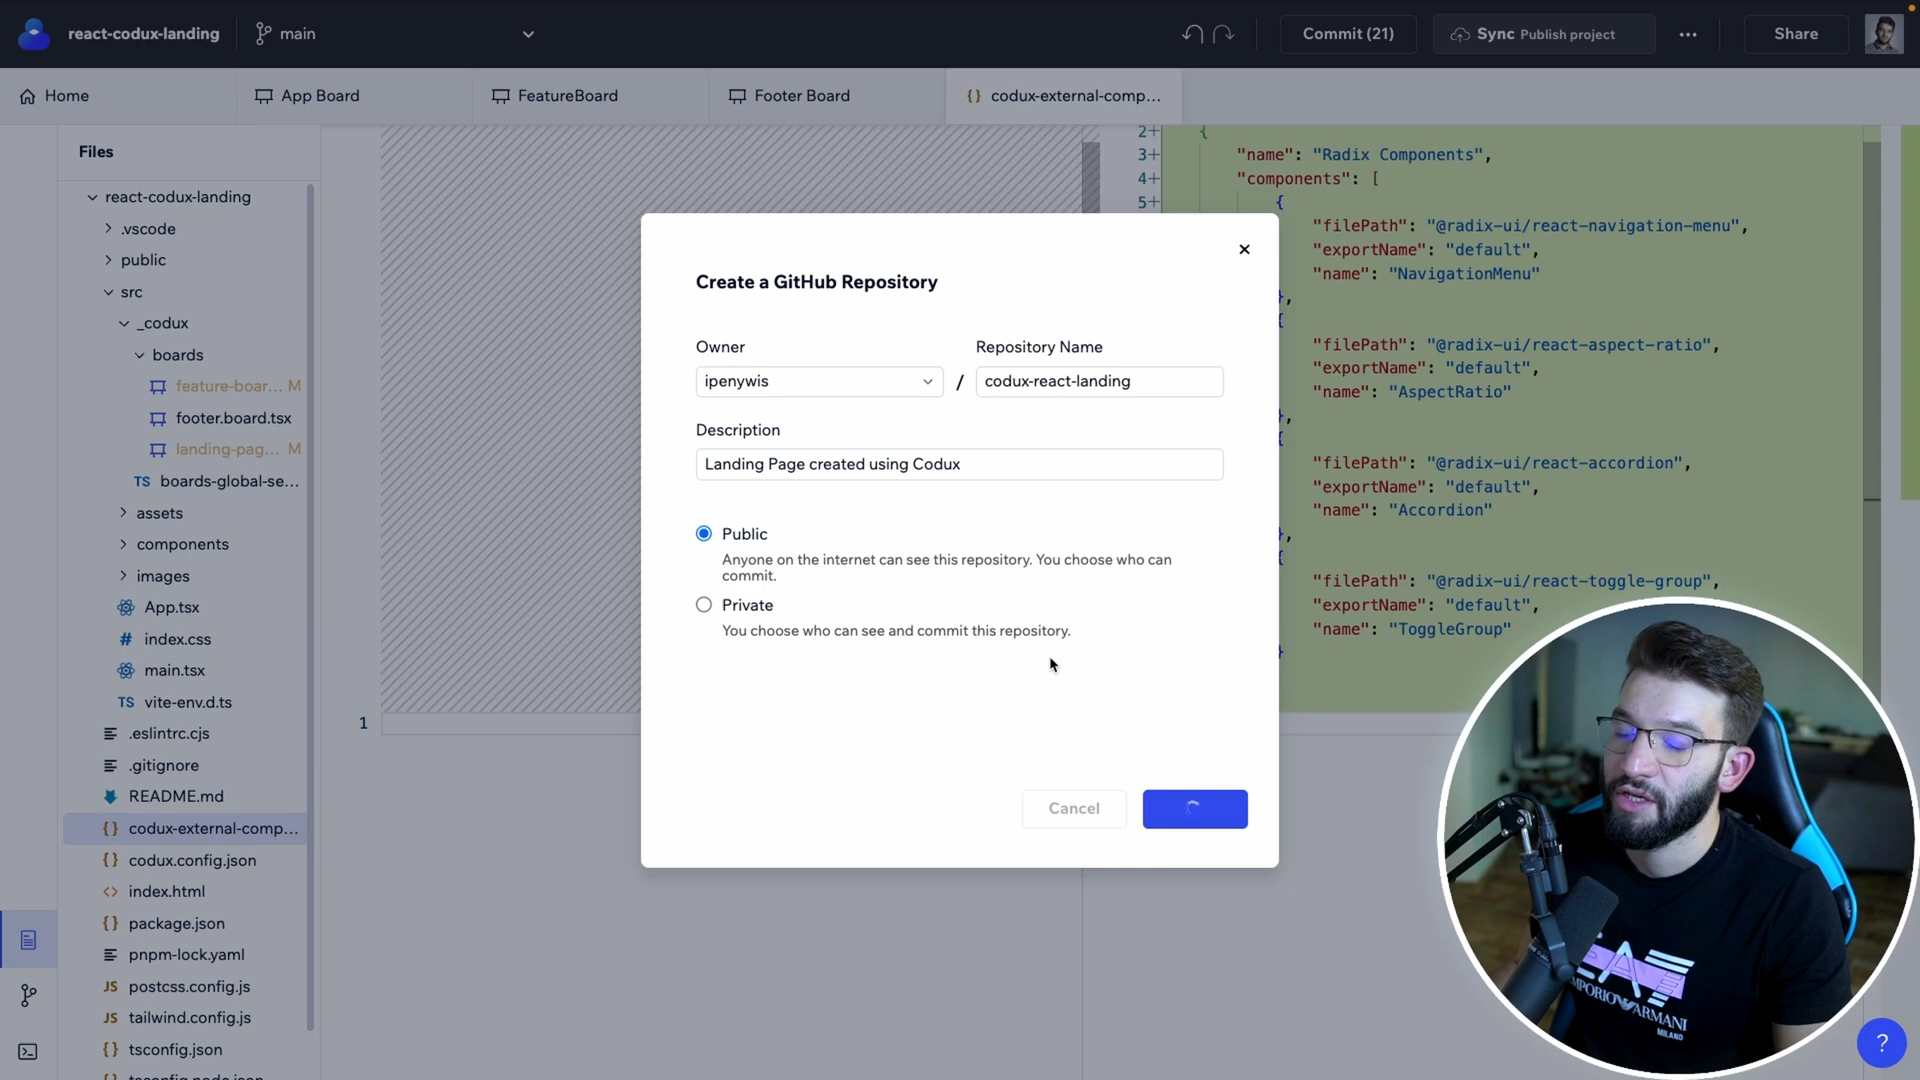 react-codux-landing
main
Commit (21)
Sync Publish project
Share
Home
App Board
FeatureBoard
Footer Board
codux-external-comp...
Files
react-codux-landing
.vscode
public
src
_codux
boards
feature-boar... M
footer.board.tsx
landing-pag... M
TS boards-global-se...
assets
components
images
App.tsx
# index.css
main.tsx
TS vite-env.d.ts
.eslintrc.cjs
.gitignore
README.md
{} codux-external-comp...
{} codux.config.json
<> index.html
{} package.json
pnpm-lock.yaml
JS postcss.config.js
JS tailwind.config.js
{} tsconfig.json
1
2+ {
3+ "name": "Radix Components",
4+ "components": [
5+ {
"filePath": "@radix-ui/react-navigation-menu",
"exportName": "default",
"name": "NavigationMenu"
},
{
"filePath": "@radix-ui/react-aspect-ratio",
"exportName": "default",
"name": "AspectRatio"
},
{
"filePath": "@radix-ui/react-accordion",
"exportName": "default",
"name": "Accordion"
},
{
"filePath": "@radix-ui/react-toggle-group",
"exportName": "default",
"name": "ToggleGroup"
}
Create a GitHub Repository
Owner
Repository Name
ipenywis
/
codux-react-landing
Description
Landing Page created using Codux
Public
Anyone on the internet can see this repository. You choose who can
commit.
Private
You choose who can see and commit this repository.
Cancel
EMPORIO ARMANI
MILANO
?